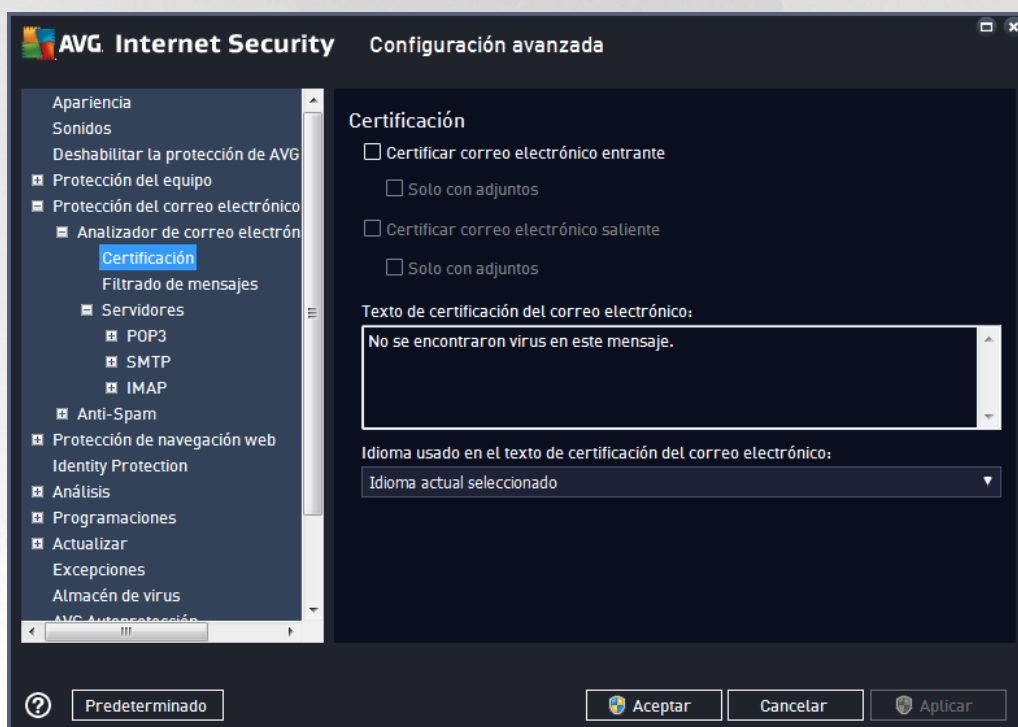 AVG. Internet Security Configuración avanzada
Apariencia
Sonidos
Deshabilitar la protección de AVG
Protección del equipo
Protección del correo electrónico
Analizador de correo electrón
Certificación
Filtrado de mensajes
Servidores
POP3
SMTP
IMAP
Anti-Spam
Protección de navegación web
Identity Protection
Análisis
Programaciones
Actualizar
Excepciones
Almacén de virus
AVG Autoprotección
Certificación
Certificar correo electrónico entrante
Solo con adjuntos
Certificar correo electrónico saliente
Solo con adjuntos
Texto de certificación del correo electrónico:
No se encontraron virus en este mensaje.
Idioma usado en el texto de certificación del correo electrónico:
Idioma actual seleccionado
Predeterminado
Aceptar
Cancelar
Aplicar